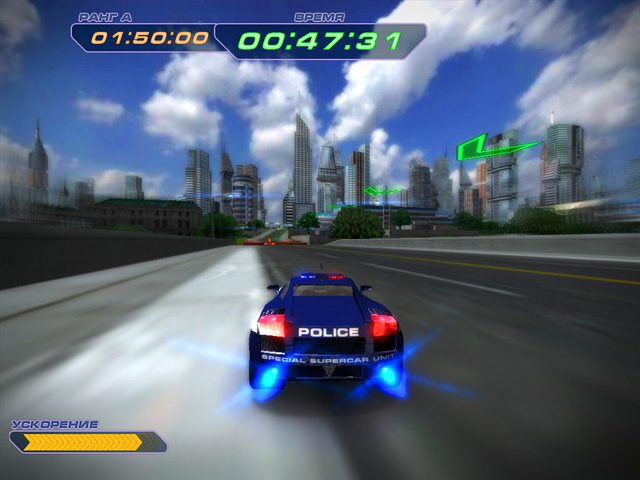 РАНГ А
ВРЕМЯ
01:50:00
00:47:31
POLICE
SPECIAL SUPERCAR UNIT
УСКОРЕНИЕ